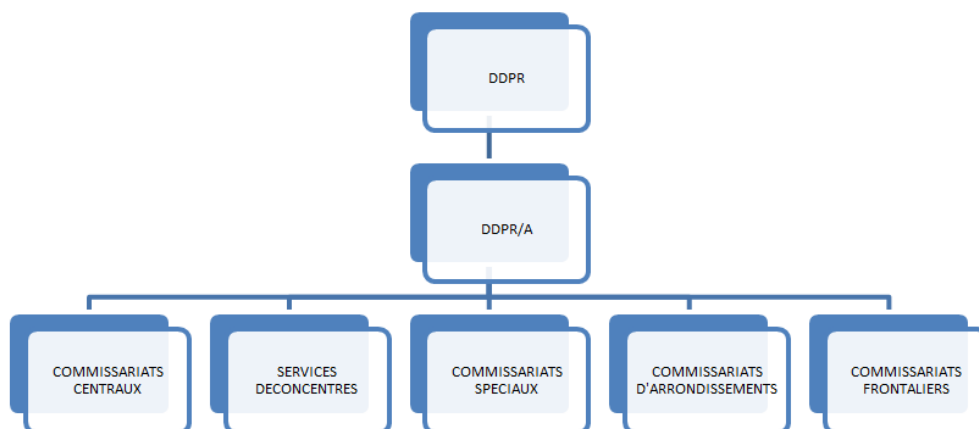 DDPR
DDPR/A
COMMISSARIATS
CENTRAUX
SERVICES
DECONCENTRES
COMMISSARIATS
SPECIAUX
COMMISSARIATS
D'ARRONDISSEMENTS
COMMISSARIATS
FRONTALIERS